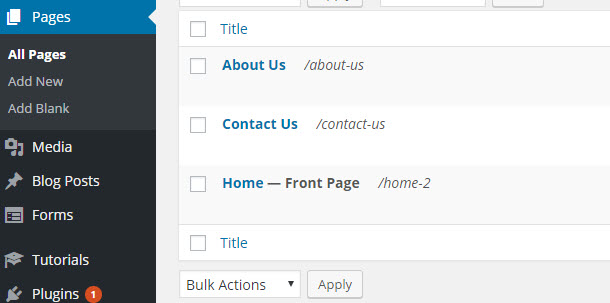 Pages
All Pages
Add New
Add Blank
Media
Blog Posts
Forms
Tutorials
Plugins 1
Title
About Us /about-us
Contact Us /contact-us
Home — Front Page /home-2
Title
Bulk Actions Apply